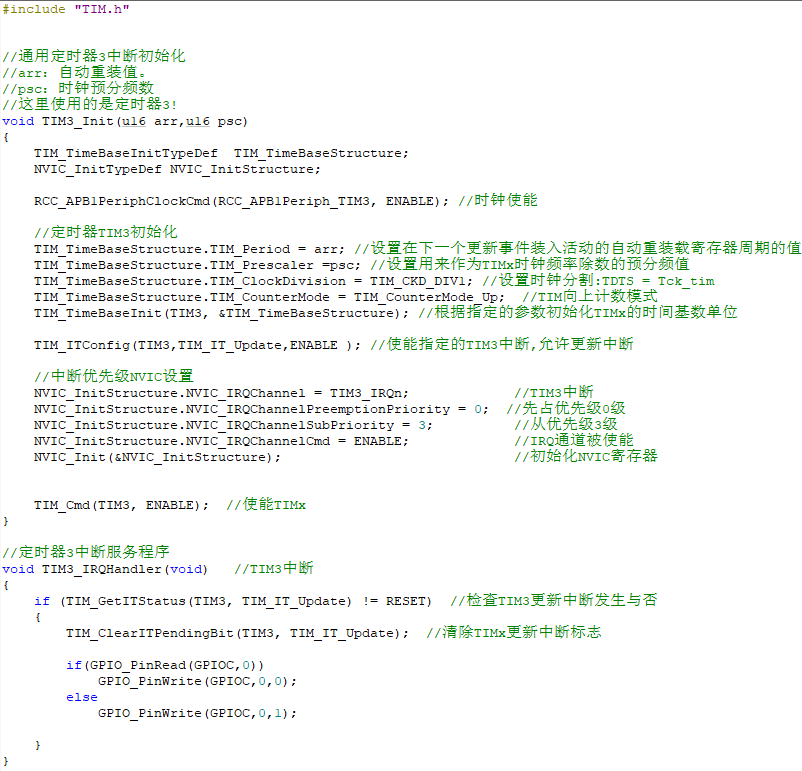 #include "TIM.h"
//通用定时器3中断初始化
//arr：自动重装值。
//psc：时钟预分频数
//这里使用的是定时器3!
void TIM3_Init(u16 arr,u16 psc)
{
TIM_TimeBaseInitTypeDef  TIM_TimeBaseStructure;
NVIC_InitTypeDef NVIC_InitStructure;
RCC_APB1PeriphClockCmd(RCC_APB1Periph_TIM3, ENABLE); //时钟使能
//定时器TIM3初始化
TIM_TimeBaseStructure.TIM_Period = arr; //设置在下一个更新事件装入活动的自动重装载寄存器周期的值
TIM_TimeBaseStructure.TIM_Prescaler =psc; //设置用来作为TIMx时钟频率除数的预分频值
TIM_TimeBaseStructure.TIM_ClockDivision = TIM_CKD_DIV1; //设置时钟分割:TDTS = Tck_tim
TIM_TimeBaseStructure.TIM_CounterMode = TIM_CounterMode_Up;  //TIM向上计数模式
TIM_TimeBaseInit(TIM3, &TIM_TimeBaseStructure); //根据指定的参数初始化TIMx的时间基数单位
TIM_ITConfig(TIM3,TIM_IT_Update,ENABLE ); //使能指定的TIM3中断,允许更新中断
//中断优先级NVIC设置
NVIC_InitStructure.NVIC_IRQChannel = TIM3_IRQn;             //TIM3中断
NVIC_InitStructure.NVIC_IRQChannelPreemptionPriority = 0;  //先占优先级0级
NVIC_InitStructure.NVIC_IRQChannelSubPriority = 3;          //从优先级3级
NVIC_InitStructure.NVIC_IRQChannelCmd = ENABLE;             //IRQ通道被使能
NVIC_Init(&NVIC_InitStructure);                             //初始化NVIC寄存器
TIM_Cmd(TIM3, ENABLE);  //使能TIMx
}
//定时器3中断服务程序
void TIM3_IRQHandler(void)   //TIM3中断
{
if (TIM_GetITStatus(TIM3, TIM_IT_Update) != RESET)  //检查TIM3更新中断发生与否
{
TIM_ClearITPendingBit(TIM3, TIM_IT_Update);  //清除TIMx更新中断标志
if(GPIO_PinRead(GPIOC,0))
GPIO_PinWrite(GPIOC,0,0);
else
GPIO_PinWrite(GPIOC,0,1);
}
}